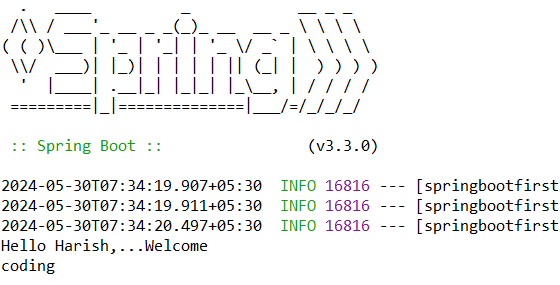 .   ____          _            __ _ _
 /\\ / ___'_ __ _ _(_)_ __  __ _ \ \ \ \
( ( )\___ | '_ | '_| | '_ \/ _` | \ \ \ \
 \\/  ___)| |_)| | | | | || (_| |  ) ) ) )
  '  |____| .__|_| |_|_| |_\__, | / / / /
 =========|_|==============|___/=/_/_/_/
 :: Spring Boot ::                (v3.3.0)
2024-05-30T07:34:19.907+05:30  INFO 16816 --- [springbootfirst
2024-05-30T07:34:19.911+05:30  INFO 16816 --- [springbootfirst
2024-05-30T07:34:20.497+05:30  INFO 16816 --- [springbootfirst
Hello Harish,...Welcome
coding